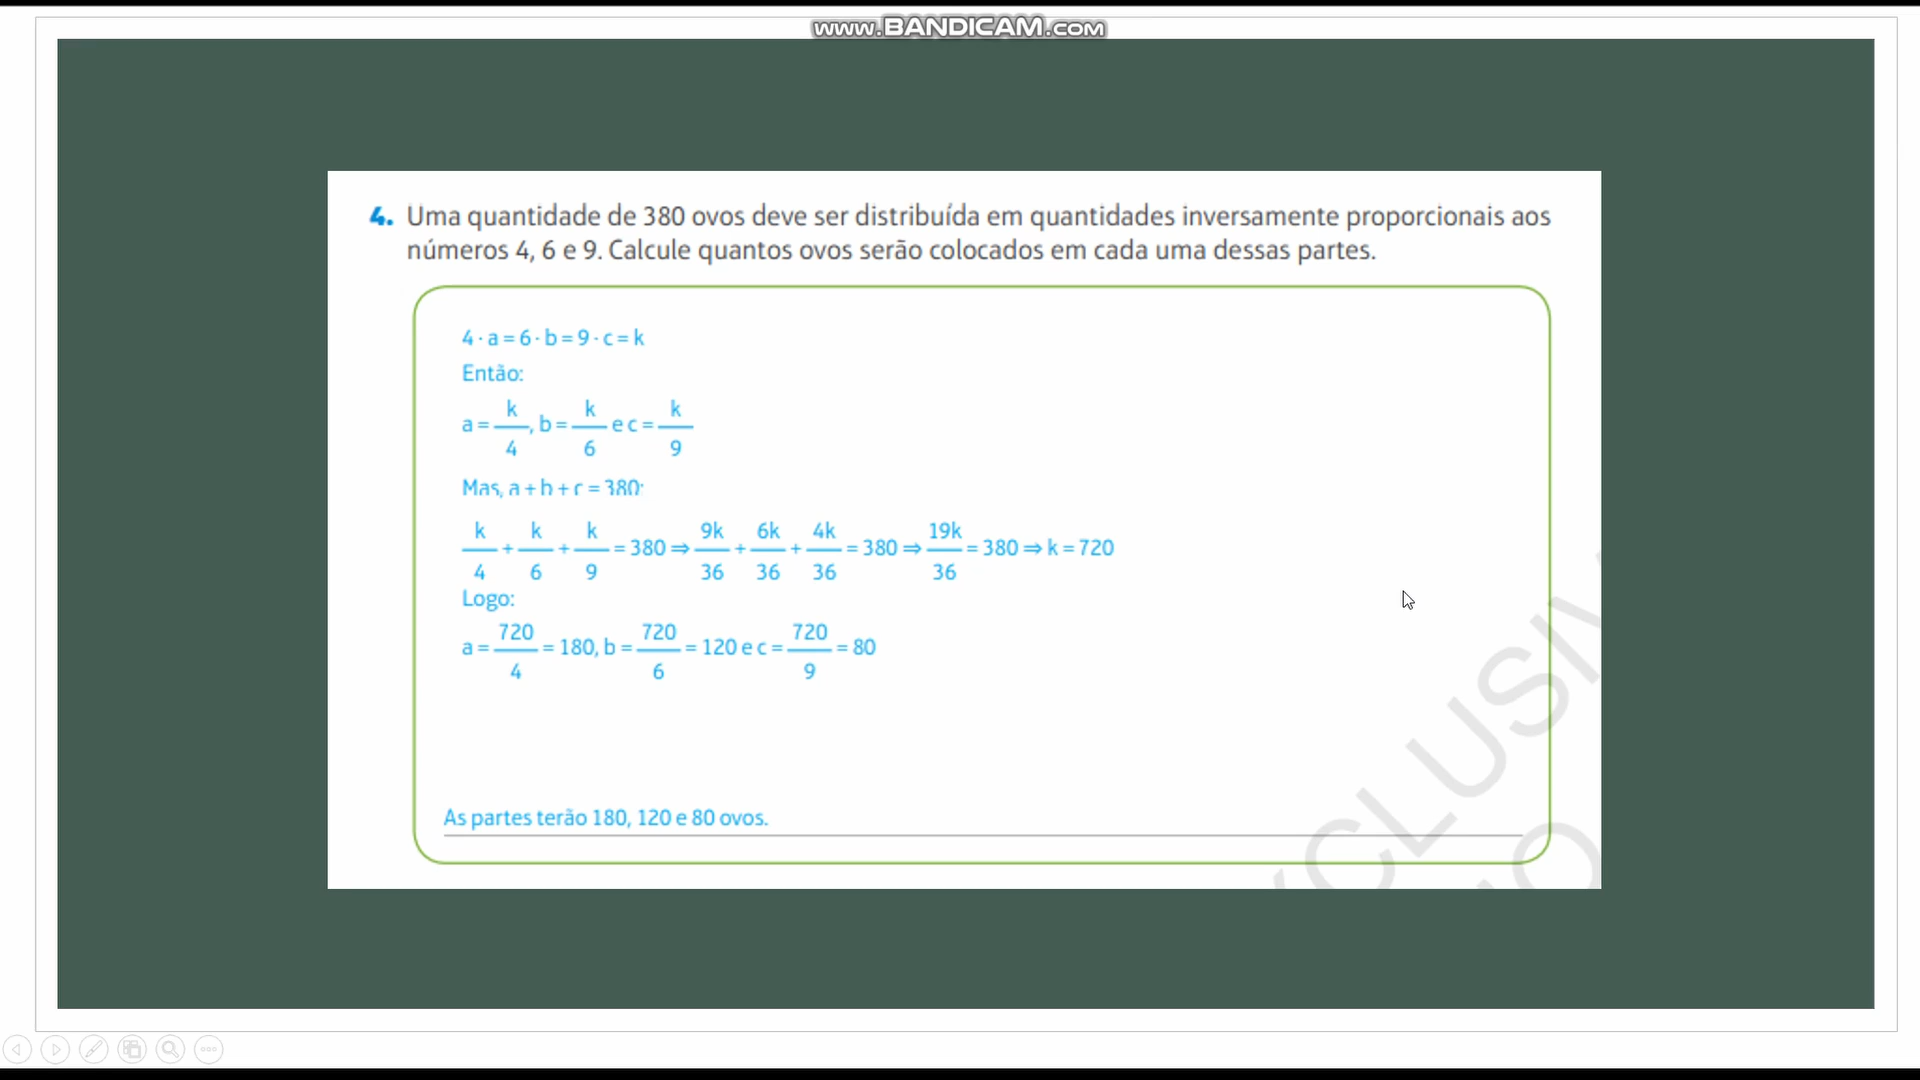 www.BANDICAM.com
4. Uma quantidade de 380 ovos deve ser distribuída em quantidades inversamente proporcionais aos
números 4, 6 e 9. Calcule quantos ovos serão colocados em cada uma dessas partes.
4 · a = 6 · b = 9 · c = k
Então:
a = k/4, b = k/6 e c = k/9
Mas, a + b + c = 380:
k/4 + k/6 + k/9 = 380 ⇒ 9k/36 + 6k/36 + 4k/36 = 380 ⇒ 19k/36 = 380 ⇒ k = 720
Logo:
a = 720/4 = 180, b = 720/6 = 120 e c = 720/9 = 80
As partes terão 180, 120 e 80 ovos.